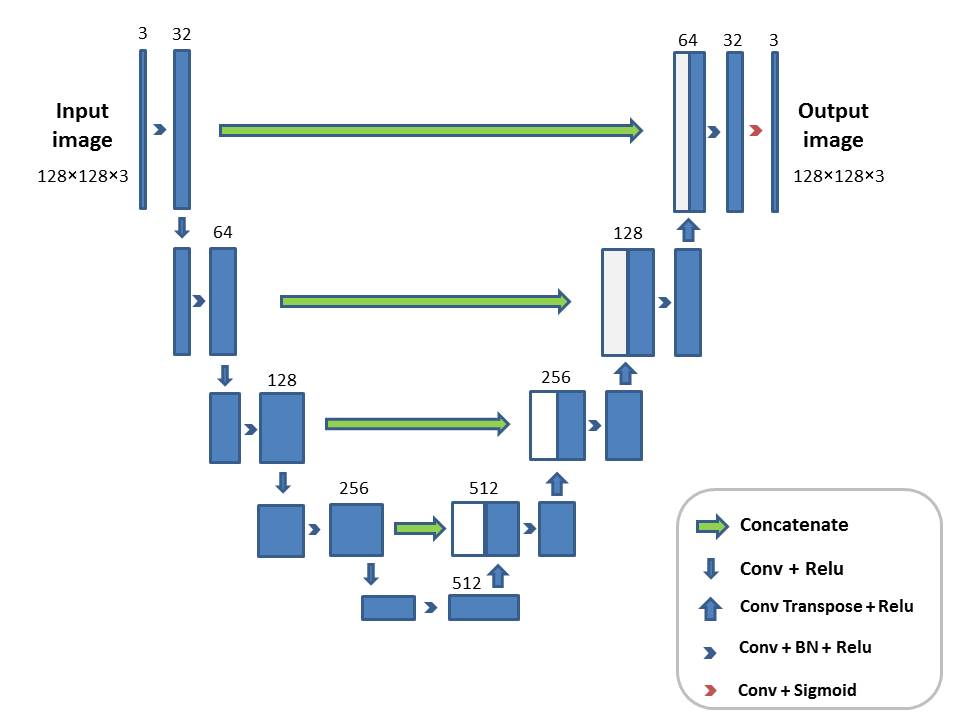 3 32
64 32 3
Input
image
128×128×3
Output
image
128×128×3
64
128
128
256
256
512
512
Concatenate
Conv + Relu
Conv Transpose + Relu
Conv + BN + Relu
Conv + Sigmoid